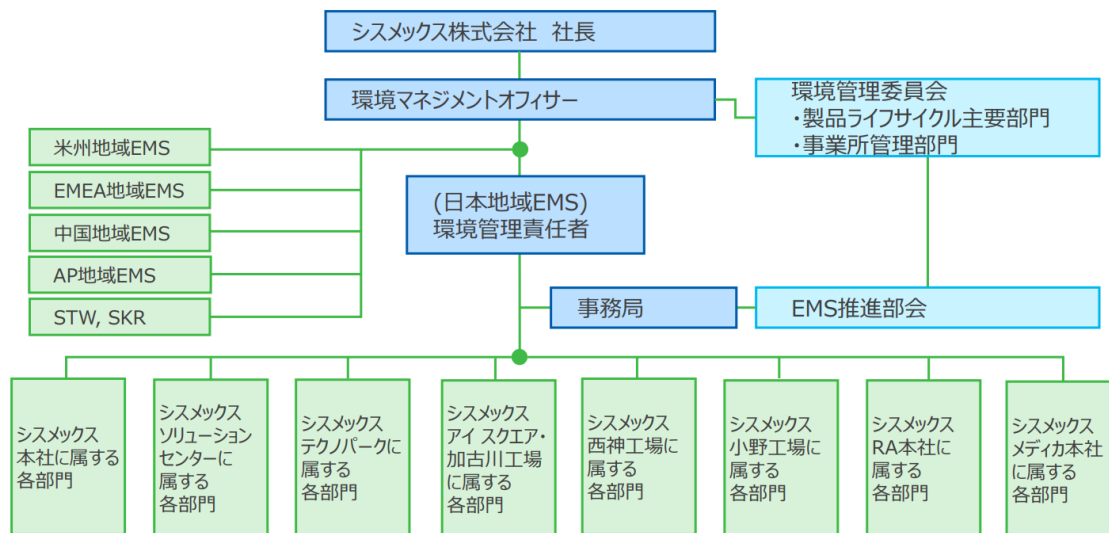 シスメックス株式会社 社長
環境マネジメントオフィサー
環境管理委員会
・製品ライフサイクル主要部門
・事業所管理部門
米州地域EMS
EMEA地域EMS
中国地域EMS
AP地域EMS
STW, SKR
(日本地域EMS)
環境管理責任者
事務局
EMS推進部会
シスメックス
本社に属する
各部門
シスメックス
ソリューション
センターに
属する
各部門
シスメックス
テクノパークに
属する
各部門
シスメックス
アイ スクエア・
加古川工場
に属する
各部門
シスメックス
西神工場に
属する
各部門
シスメックス
小野工場に
属する
各部門
シスメックス
RA本社に
属する
各部門
シスメックス
メディカ本社
に属する
各部門